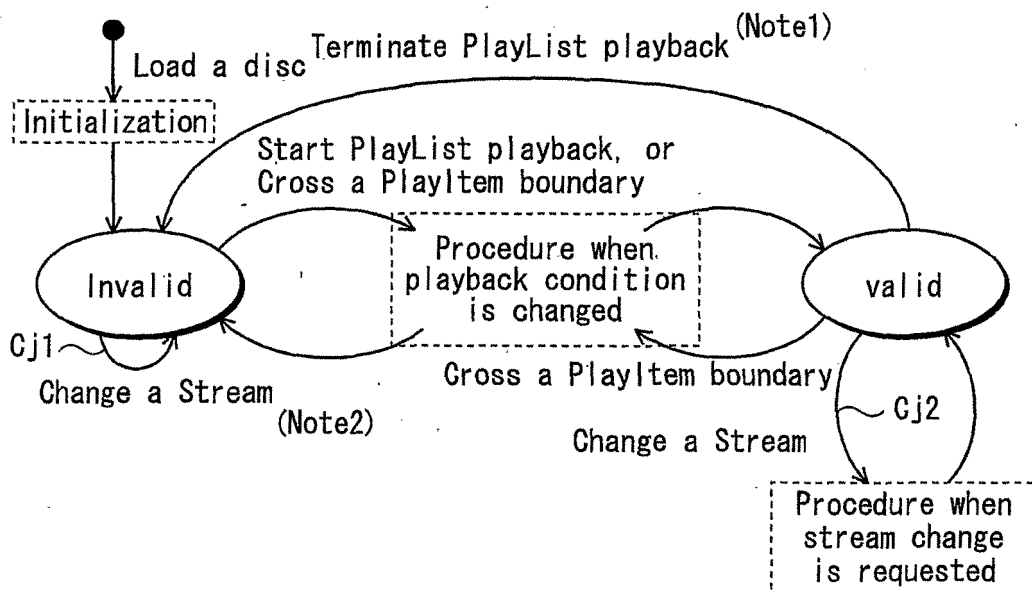 (Note1)
Terminate PlayList playback
Load a disc
Initialization
Start PlayList playback, or
Cross a PlayItem boundary
Procedure when
playback condition
is changed
Invalid
valid
Cj1
Change a Stream
(Note2)
Cross a PlayItem boundary
Cj2
Change a Stream
Procedure when
stream change
is requested